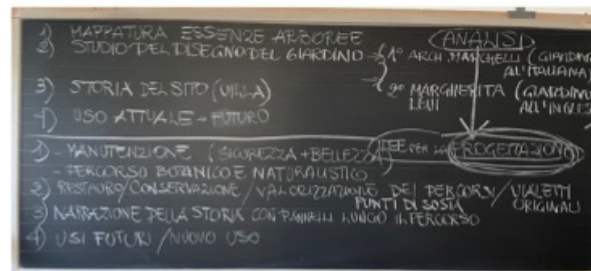 1) MAPPATURA ESSENZE ARBOREE
2) STUDIO DEL DISEGNO DEL GIARDINO →
ANALISI
1° ARCH. MARCHELLI (GIARDINO
ALL'ITALIANA)
2° MARGHERITA (GIARDINO
LEVI ALL'INGLESE
3) STORIA DEL SITO (VILLA)
4) USO ATTUALE → FUTURO
IDEE PER LA PROGETTAZIONE
1) - MANUTENZIONE (SICUREZZA + BELLEZZA)
- PERCORSO BOTANICO E NATURALISTICO
2) RESTAURO/CONSERVAZIONE/VALORIZZAZIONE DEI PERCORSI/VIALETTI
PUNTI DI SOSTA ORIGINALI
3) NARRAZIONE DELLA STORIA CON PANNELLI LUNGO IL PERCORSO
4) USI FUTURI/NUOVO USO